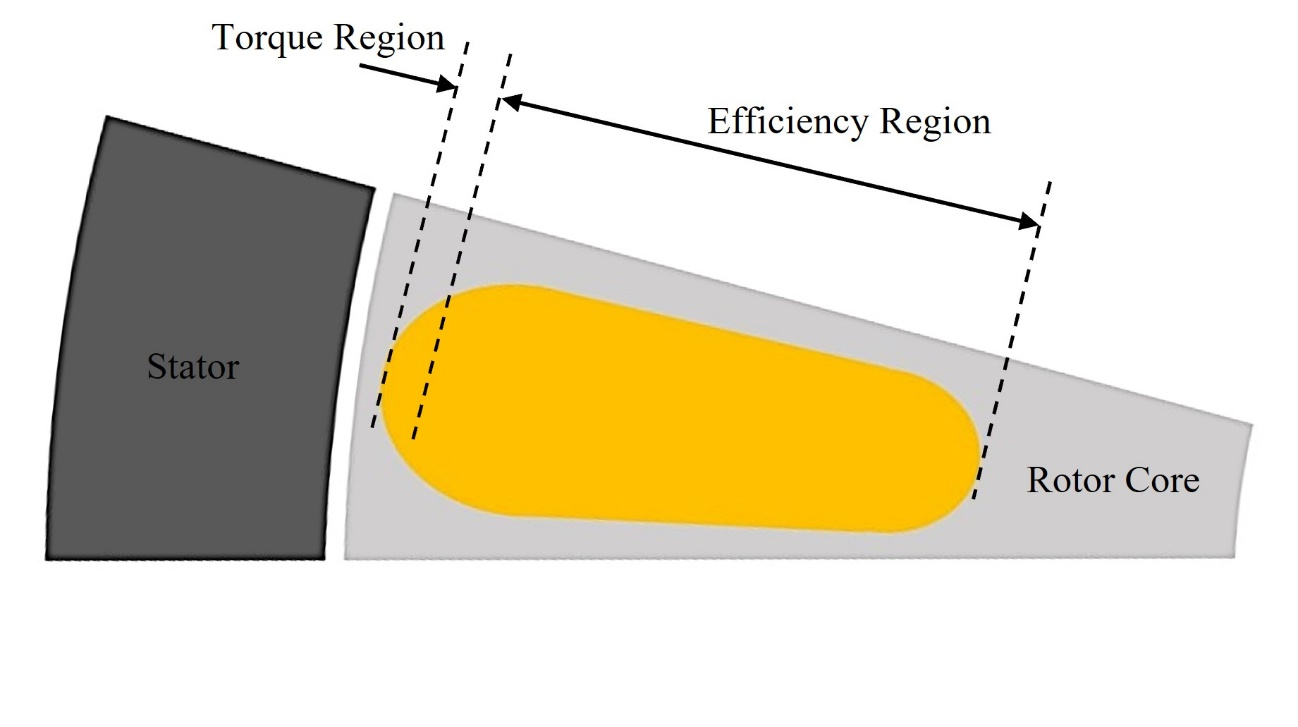 Torque Region
Efficiency Region
Stator
Rotor Core